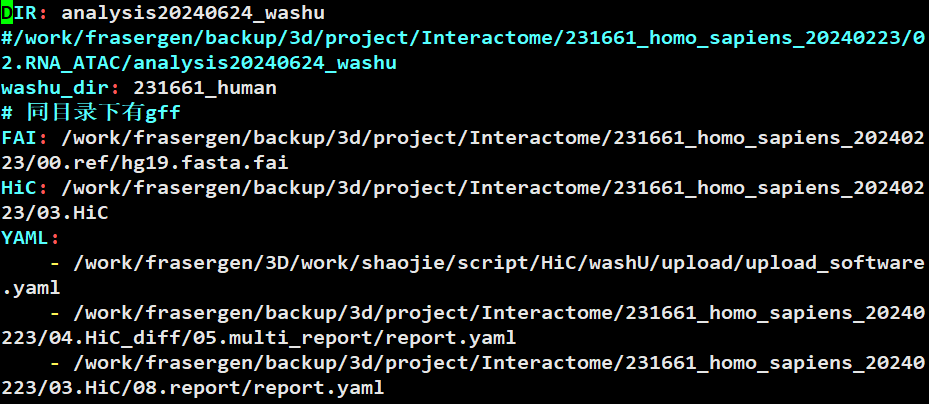 DIR: analysis20240624_washu
#/work/frasergen/backup/3d/project/Interactome/231661_homo_sapiens_20240223/0
2.RNA_ATAC/analysis20240624_washu
washu_dir: 231661_human
# 同目录下有gff
FAI: /work/frasergen/backup/3d/project/Interactome/231661_homo_sapiens_202402
23/00.ref/hg19.fasta.fai
HiC: /work/frasergen/backup/3d/project/Interactome/231661_homo_sapiens_202402
23/03.HiC
YAML:
    - /work/frasergen/3D/work/shaojie/script/HiC/washU/upload/upload_software
.yaml
    - /work/frasergen/backup/3d/project/Interactome/231661_homo_sapiens_20240
223/04.HiC_diff/05.multi_report/report.yaml
    - /work/frasergen/backup/3d/project/Interactome/231661_homo_sapiens_20240
223/03.HiC/08.report/report.yaml